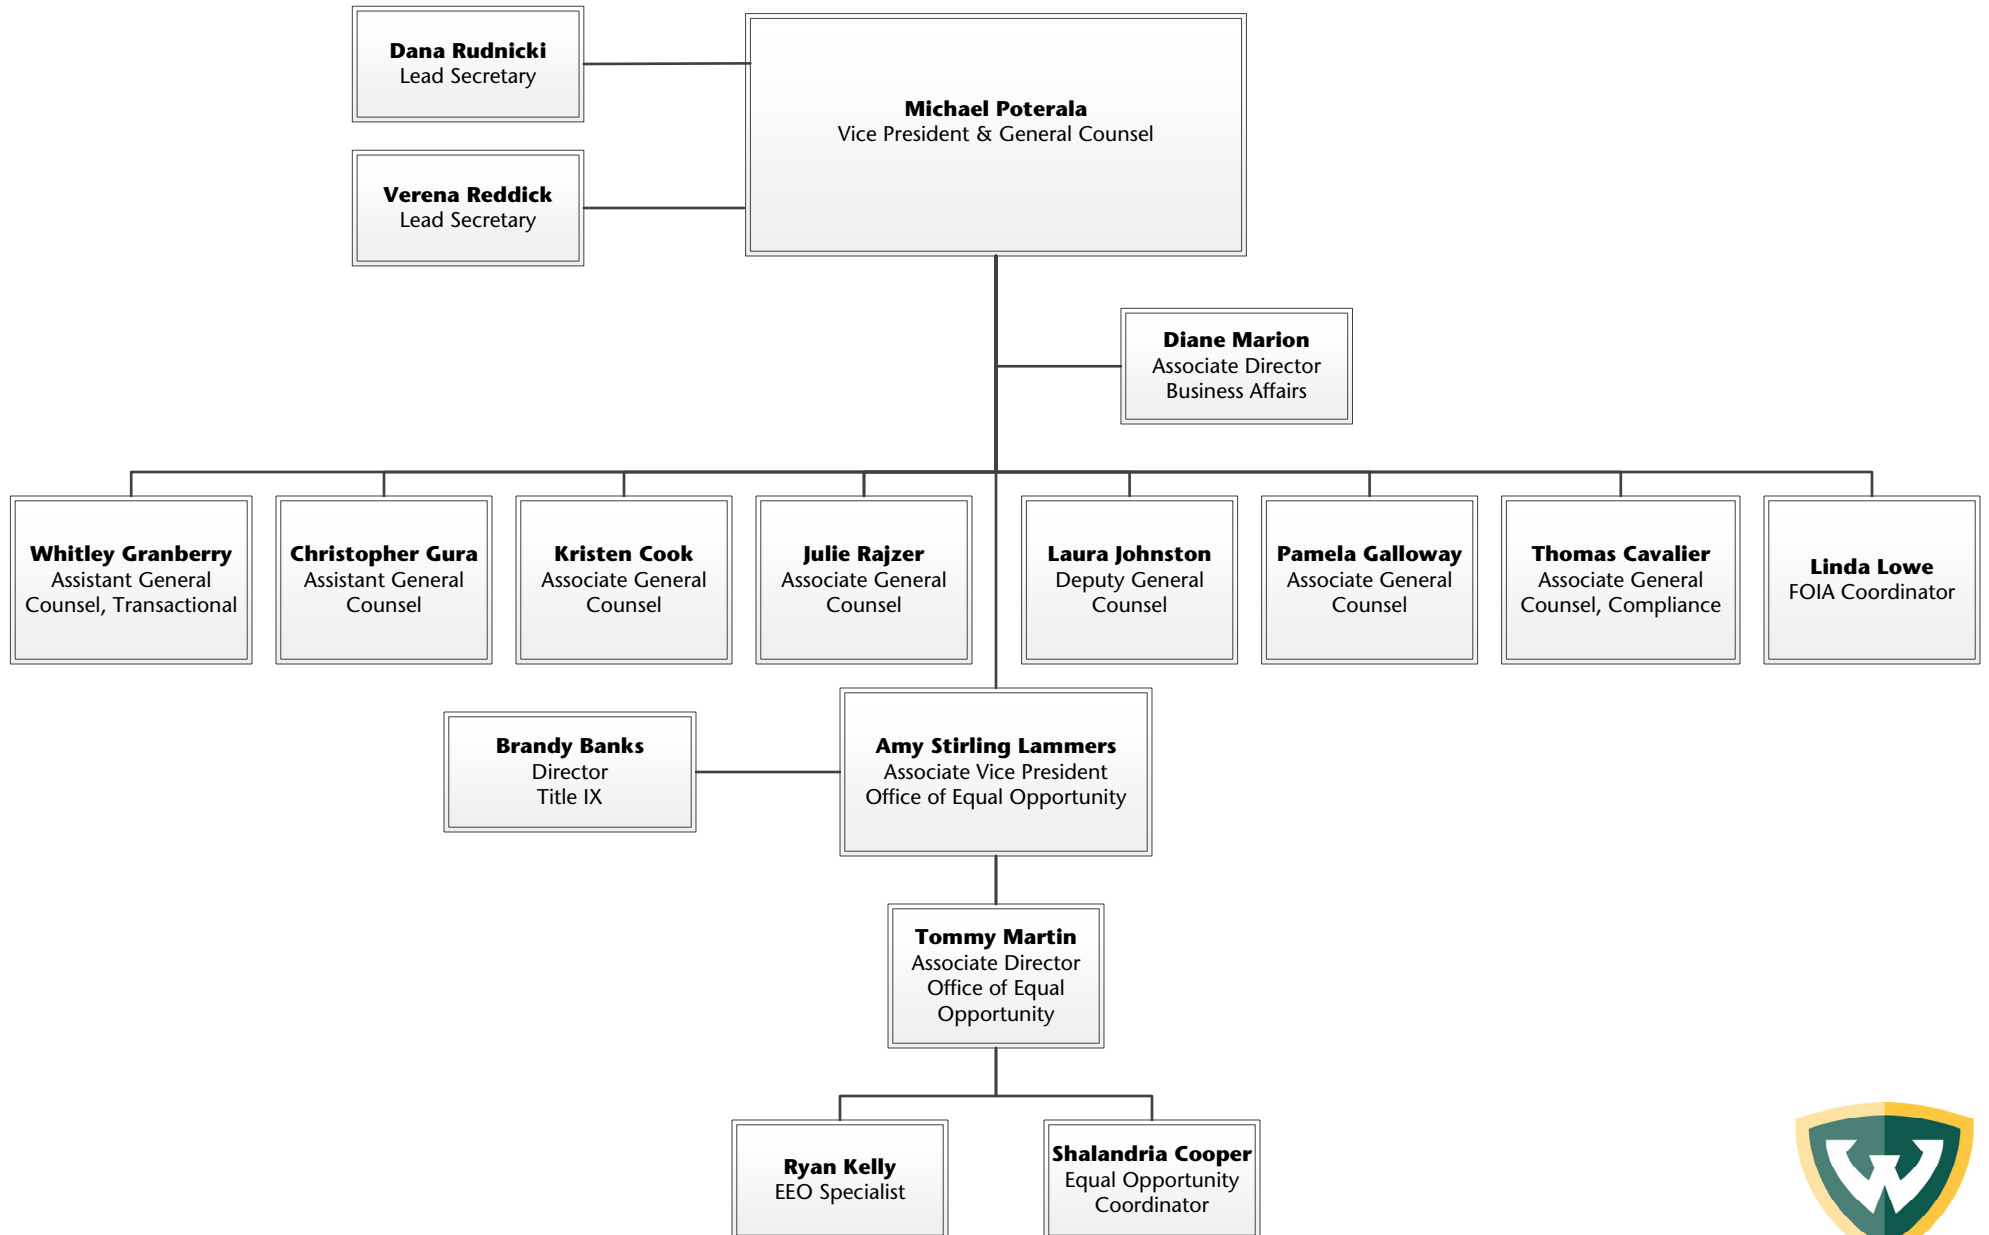 Dana Rudnicki
Lead Secretary
Michael Poterala
Vice President & General Counsel
Verena Reddick
Lead Secretary
Diane Marion
Associate Director
Business Affairs
Whitley Granberry
Assistant General
Counsel, Transactional
Christopher Gura
Assistant General
Counsel
Kristen Cook
Associate General
Counsel
Julie Rajzer
Associate General
Counsel
Laura Johnston
Deputy General
Counsel
Pamela Galloway
Associate General
Counsel
Thomas Cavalier
Associate General
Counsel, Compliance
Linda Lowe
FOIA Coordinator
Brandy Banks
Director
Title IX
Amy Stirling Lammers
Associate Vice President
Office of Equal Opportunity
Tommy Martin
Associate Director
Office of Equal
Opportunity
Ryan Kelly
EEO Specialist
Shalandria Cooper
Equal Opportunity
Coordinator
W